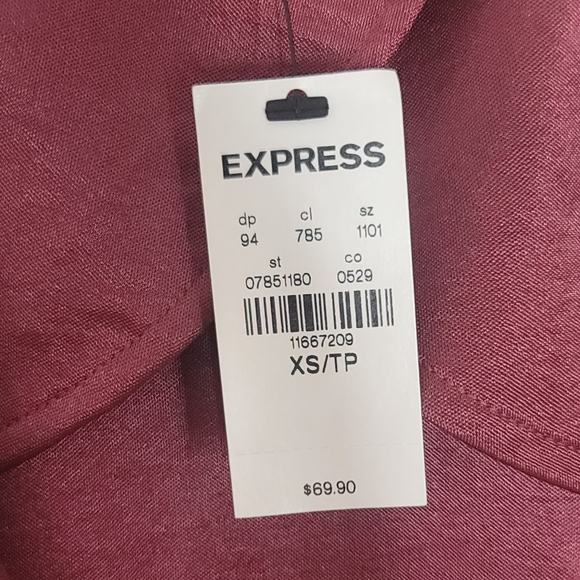 EXPRESS
dp cl sz
94 785 1101
st co
07851180 0529
11667209
XS/TP
$69.90